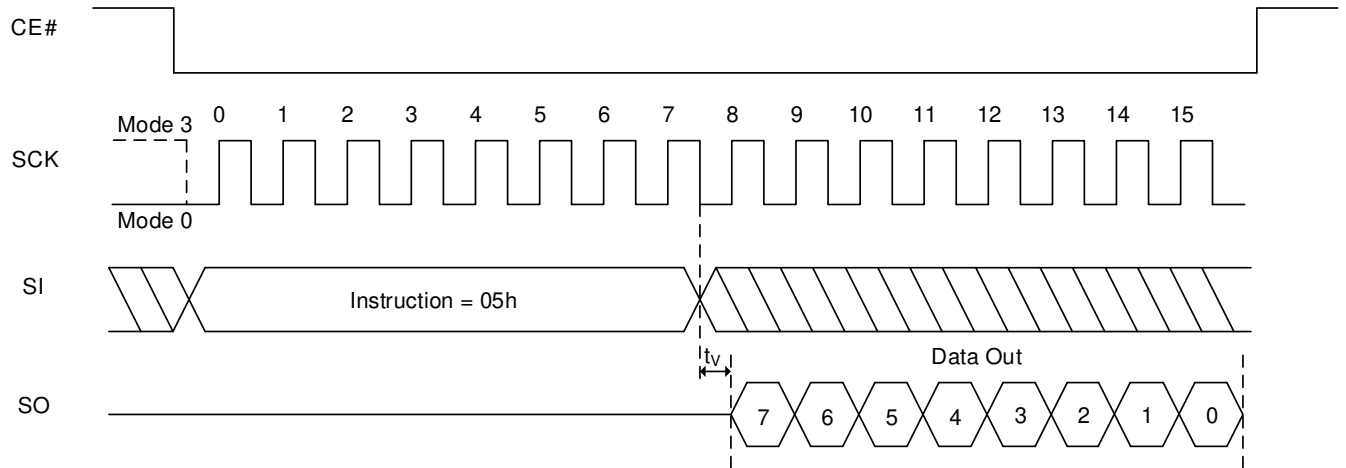 CE#
0 1 2 3 4 5 6 7 8 9 10 11 12 13 14 15
Mode 3
SCK
Mode 0
SI
Instruction = 05h
tV
Data Out
SO
7 6 5 4 3 2 1 0